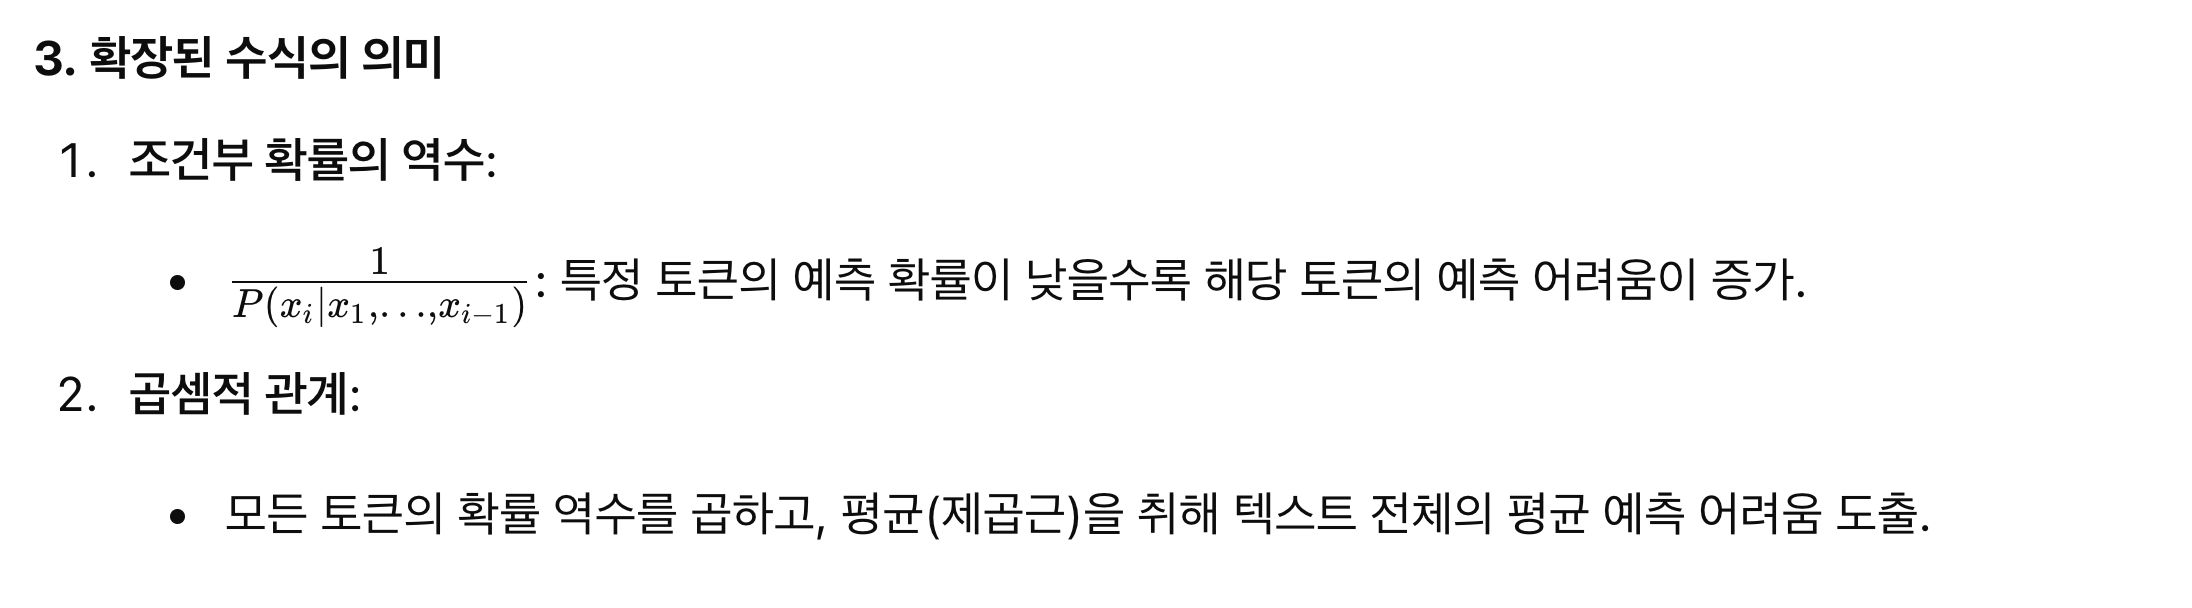 3. 확장된 수식의 의미
1. 조건부 확률의 역수:
• $\frac{1}{P(x_i|x_1,\ldots,x_{i-1})}$: 특정 토큰의 예측 확률이 낮을수록 해당 토큰의 예측 어려움이 증가.
2. 곱셈적 관계:
• 모든 토큰의 확률 역수를 곱하고, 평균(제곱근)을 취해 텍스트 전체의 평균 예측 어려움 도출.